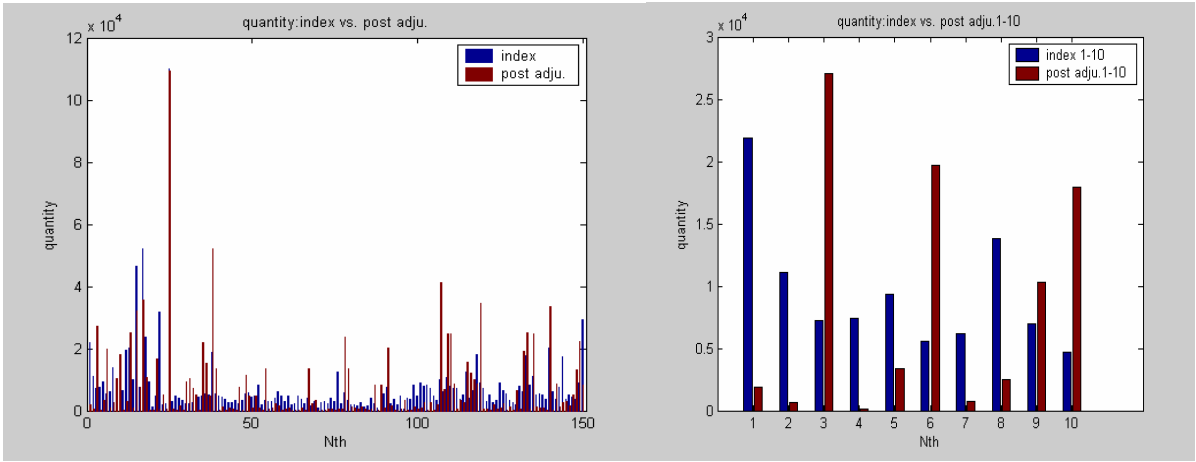 quantity:index vs. post adju.
x 10^4
12
10
8
6
4
2
0
quantity
0
50
100
150
Nth
index
post adju.
quantity:index vs. post adju.1-10
x 10^4
3
2.5
2
1.5
1
0.5
0
quantity
1 2 3 4 5 6 7 8 9 10
Nth
index 1-10
post adju.1-10